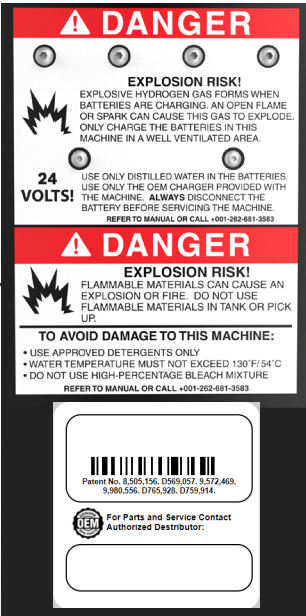 DANGER
EXPLOSION RISK!
EXPLOSIVE HYDROGEN GAS FORMS WHEN
BATTERIES ARE CHARGING. AN OPEN FLAME
OR SPARK CAN CAUSE THIS GAS TO EXPLODE.
ONLY CHARGE THE BATTERIES IN THIS
MACHINE IN A WELL VENTILATED AREA.
24
VOLTS!
USE ONLY DISTILLED WATER IN THE BATTERIES.
USE ONLY THE OEM CHARGER PROVIDED WITH
THE MACHINE. ALWAYS DISCONNECT THE
BATTERY BEFORE SERVICING THE MACHINE.
REFER TO MANUAL OR CALL +001-262-681-3583
DANGER
EXPLOSION RISK!
FLAMMABLE MATERIALS CAN CAUSE AN
EXPLOSION OR FIRE. DO NOT USE
FLAMMABLE MATERIALS IN TANK OR PICK
UP.
TO AVOID DAMAGE TO THIS MACHINE:
• USE APPROVED DETERGENTS ONLY
• WATER TEMPERATURE MUST NOT EXCEED 130°F/54°C
• DO NOT USE HIGH-PERCENTAGE BLEACH MIXTURE
REFER TO MANUAL OR CALL +001-262-681-3583
Patent No. 8,505,156. D569,057. 9,572,469.
9,980,556. D765,928. D759,914.
OEM
For Parts and Service Contact
Authorized Destributor: